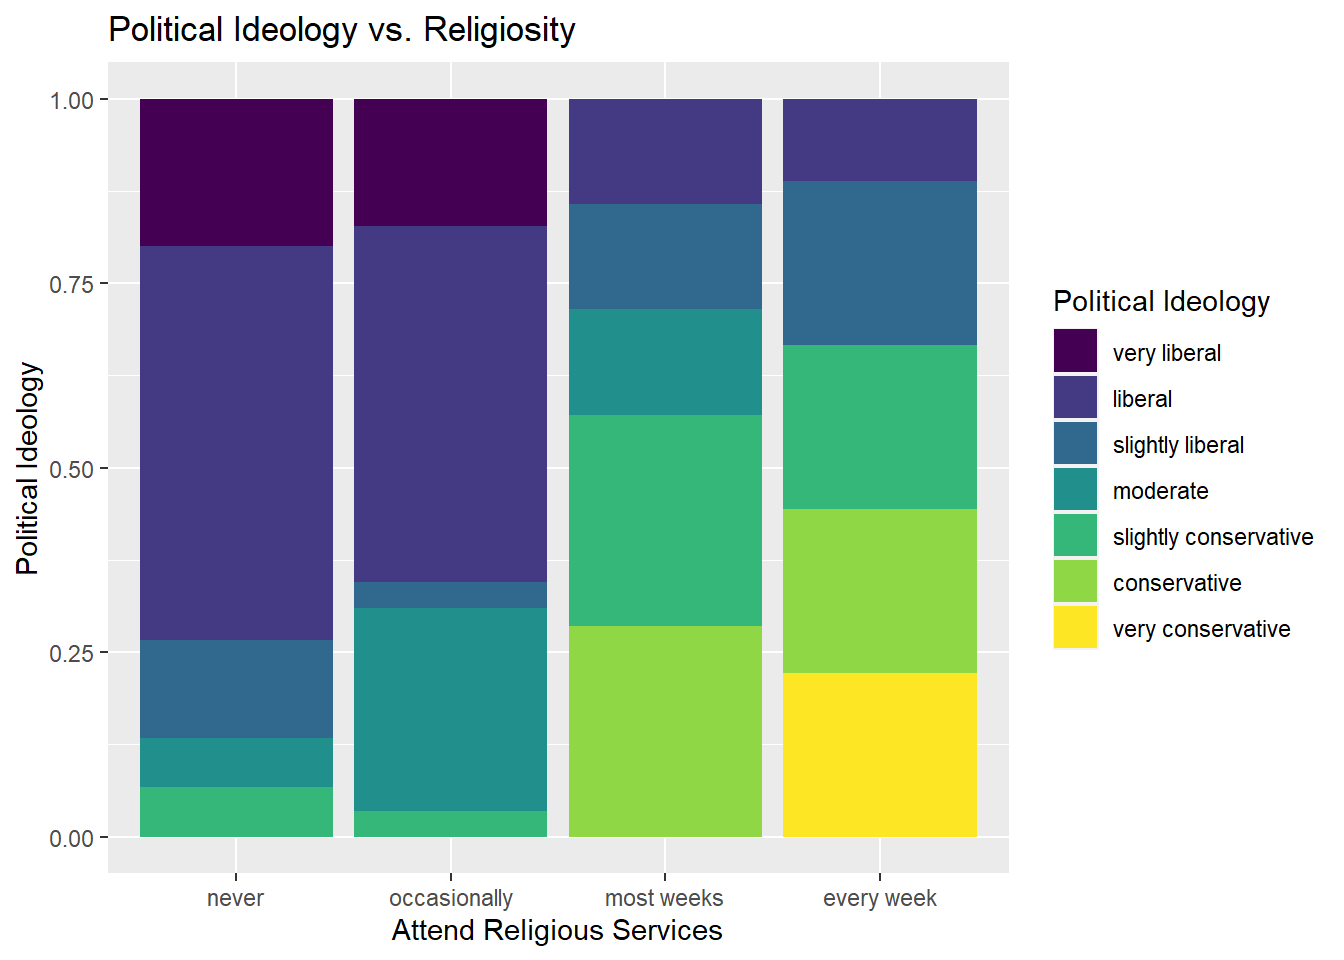 Political Ideology vs. Religiosity
1.00
0.75
0.50
0.25
0.00
Political Ideology
never occasionally most weeks every week
Attend Religious Services
Political Ideology
very liberal
liberal
slightly liberal
moderate
slightly conservative
conservative
very conservative